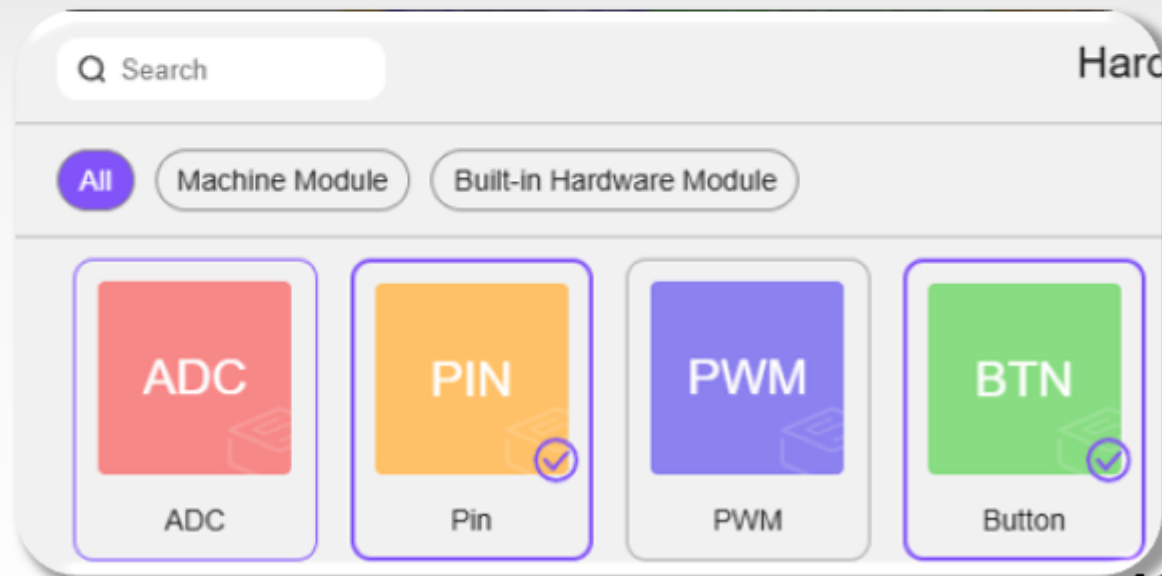 Search
Hard
All Machine Module Built-in Hardware Module
ADC PIN PWM BTN
ADC Pin PWM Button